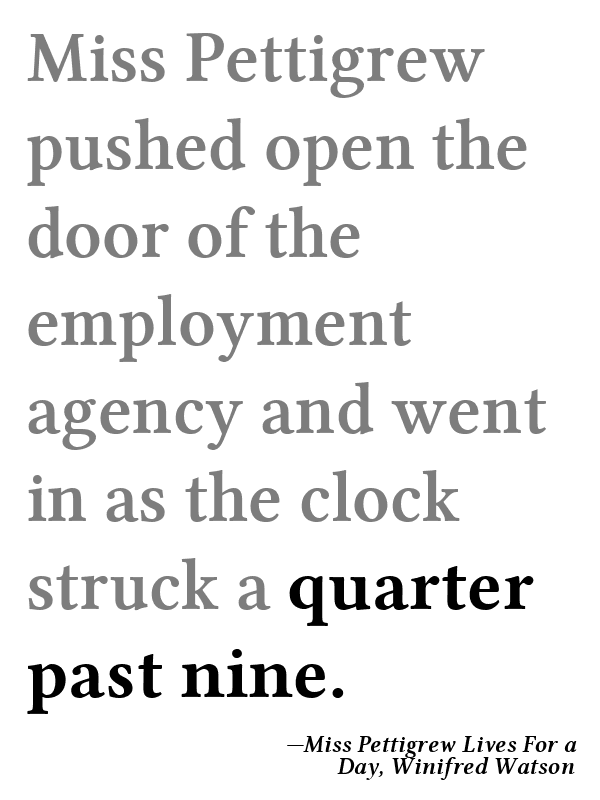 Miss Pettigrew
pushed open the
door of the
employment
agency and went
in as the clock
struck a quarter
past nine.
—Miss Pettigrew Lives For a
Day, Winifred Watson